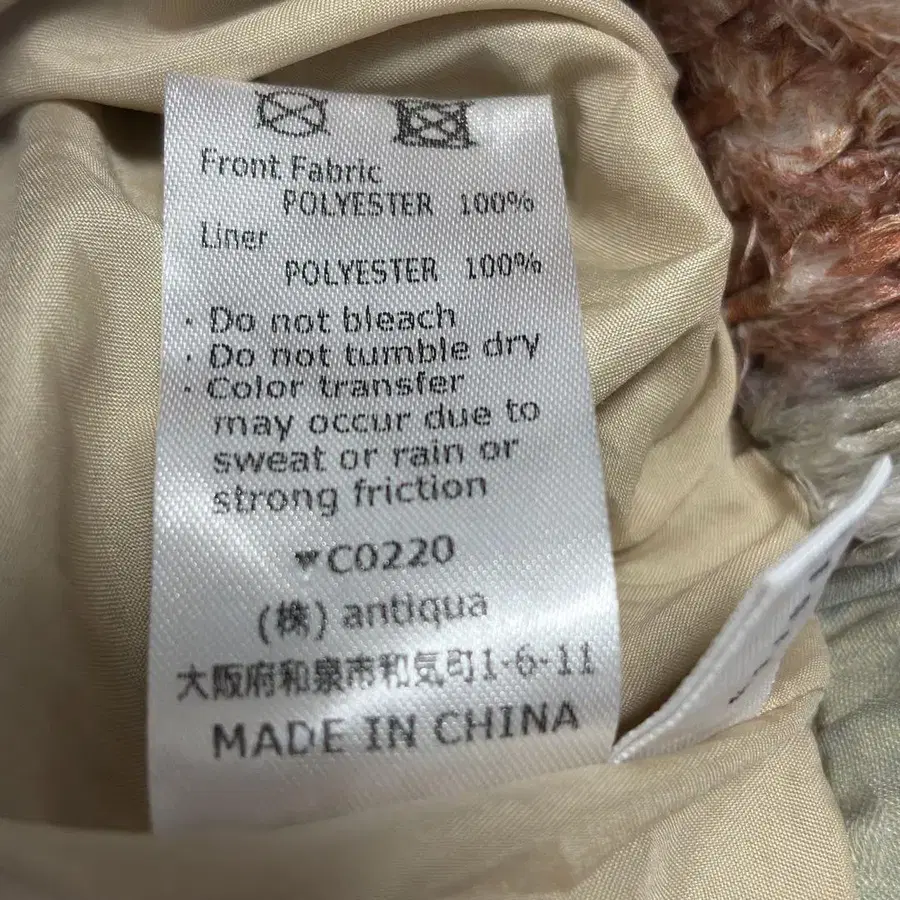 Front Fabric
POLYESTER 100%
Liner
POLYESTER 100%
・Do not bleach
・Do not tumble dry
・Color transfer
may occur due to
sweat or rain or
strong friction
▼C0220
(株) antiqua
大阪府和泉市和気町1-6-11
MADE IN CHINA